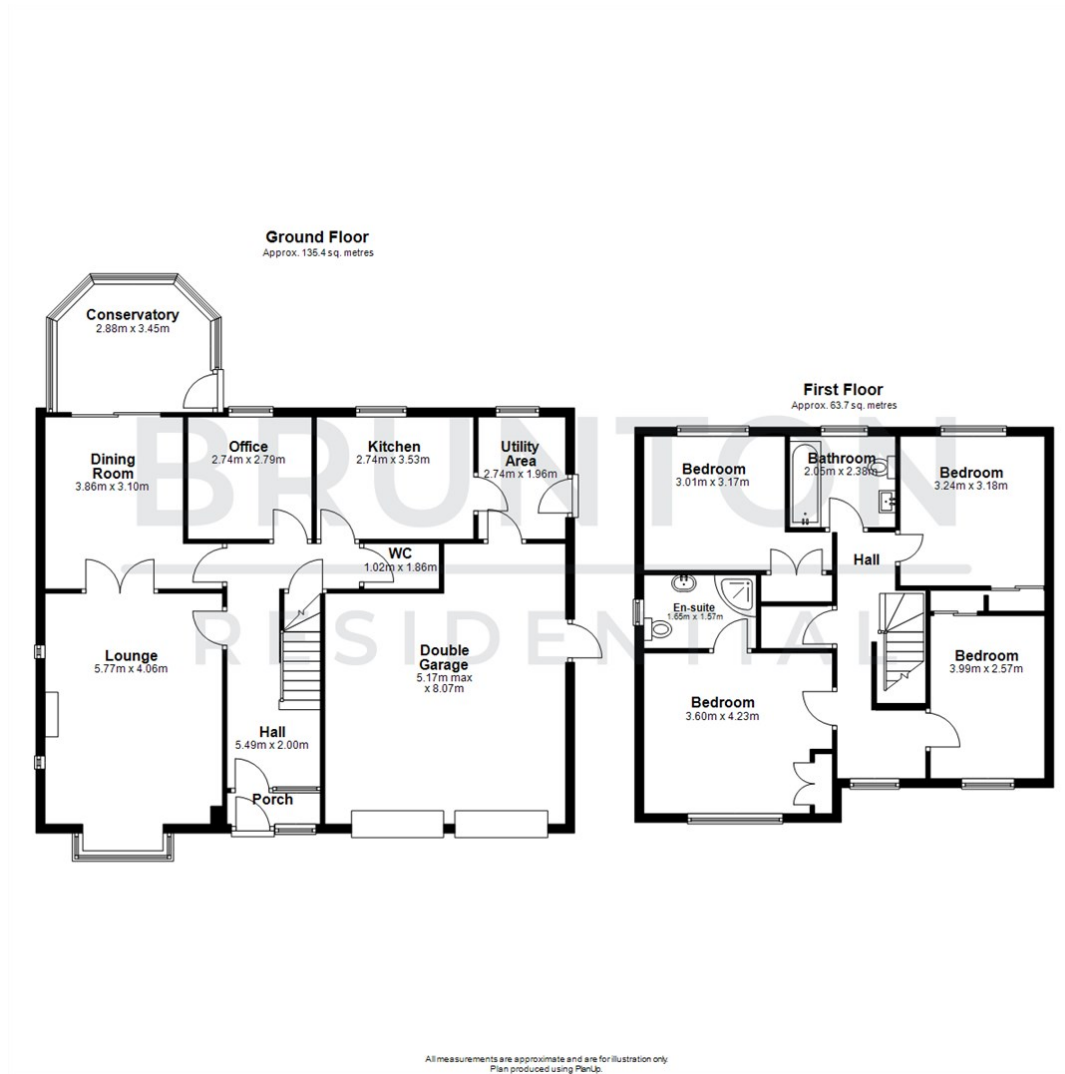 Ground Floor
Approx. 135.4 sq. metres
Conservatory
2.88m x 3.45m
Dining
Room
3.86m x 3.10m
Office
2.74m x 2.79m
Kitchen
2.74m x 3.53m
Utility
Area
2.74m x 1.96m
WC
1.02m x 1.86m
Lounge
5.77m x 4.06m
Double
Garage
5.17m max
x 8.07m
Hall
5.49m x 2.00m
Porch
First Floor
Approx. 63.7 sq. metres
Bedroom
3.01m x 3.17m
Bathroom
2.05m x 2.38m
Bedroom
3.24m x 3.18m
Hall
En-suite
1.65m x 1.57m
Bedroom
3.99m x 2.57m
Bedroom
3.60m x 4.23m
BRUNTON
RESIDENTIAL
All measurements are approximate and are for illustration only.
Plan produced using PlanUp.